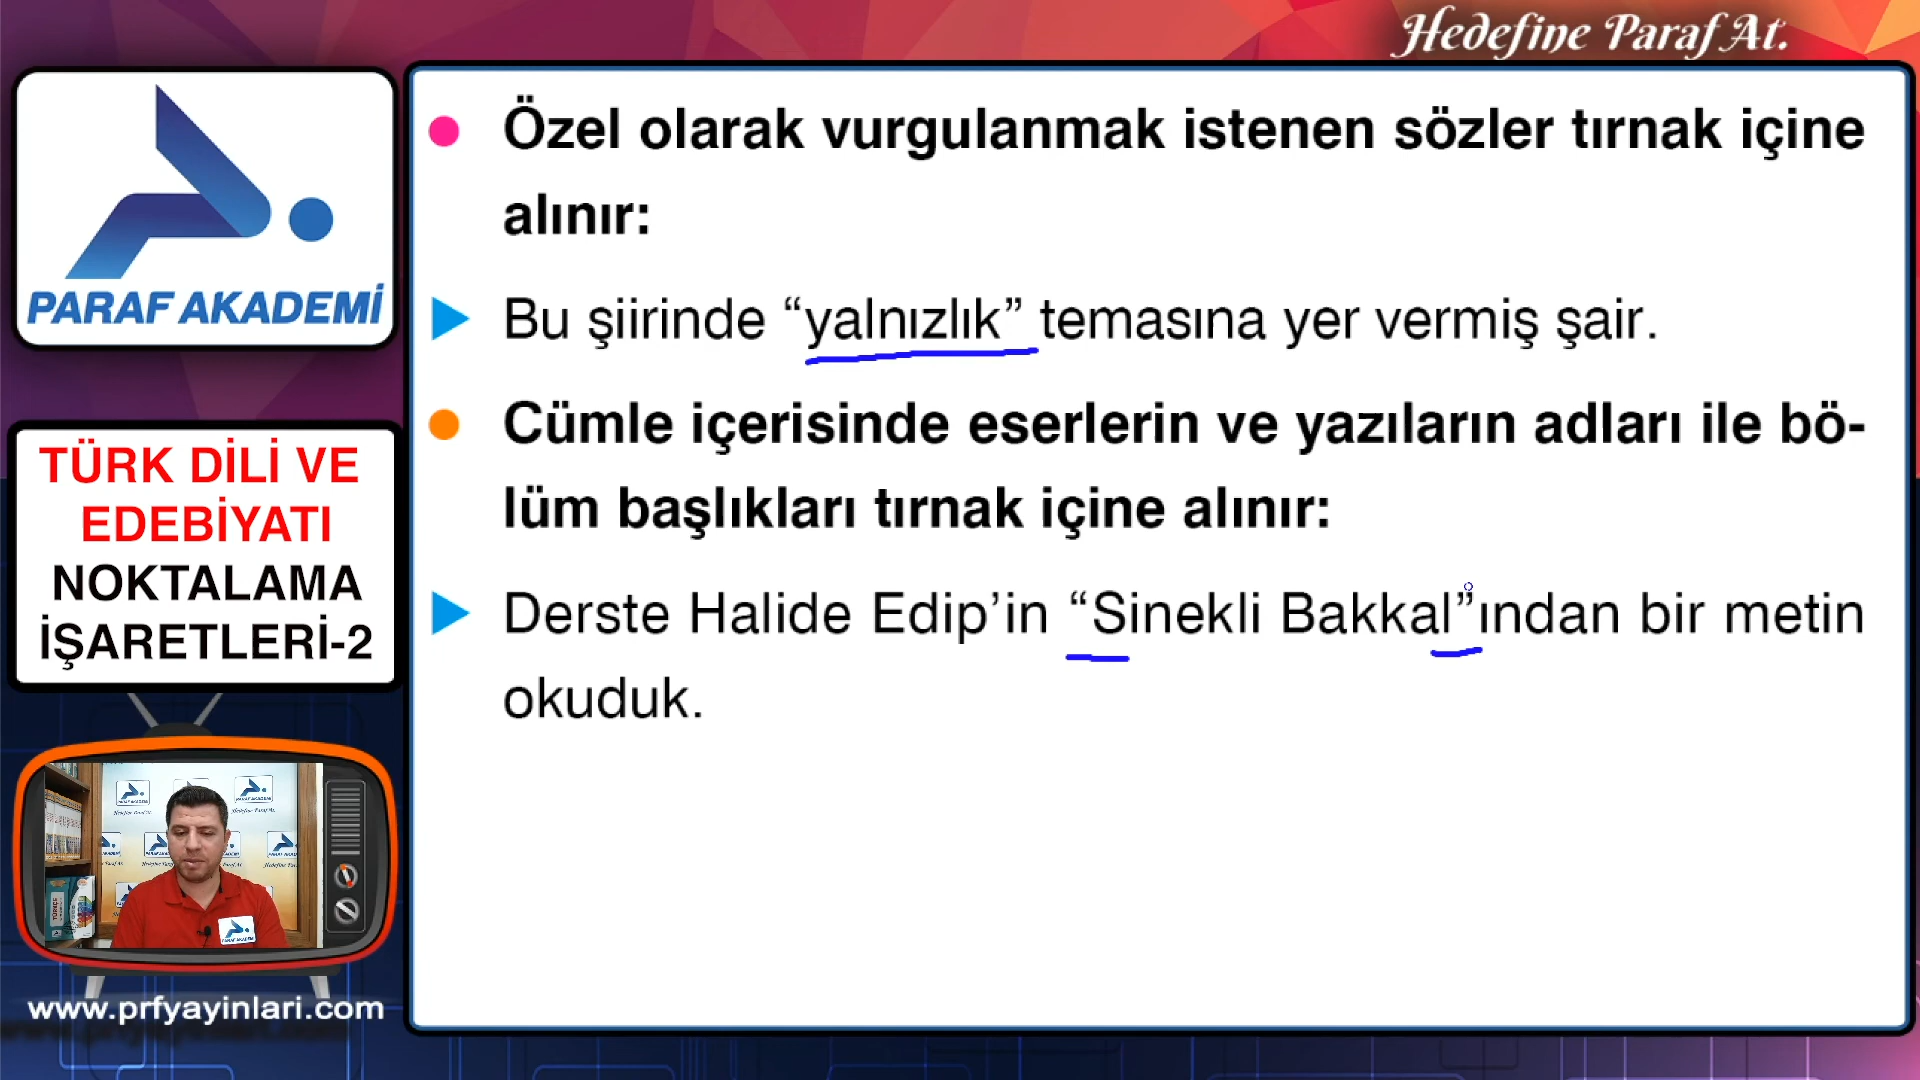 Hedefine Paraf At.
PARAF AKADEMİ
Özel olarak vurgulanmak istenen sözler tırnak içine
alınır:
Bu şiirinde “yalnızlık” temasına yer vermiş şair.
Cümle içerisinde eserlerin ve yazıların adları ile bö-
lüm başlıkları tırnak içine alınır:
Derste Halide Edip’in “Sinekli Bakkal”ından bir metin
okuduk.
TÜRK DİLİ VE
EDEBİYATI
NOKTALAMA
İŞARETLERİ-2
PARAF AKADEMİ
www.prfyayinlari.com